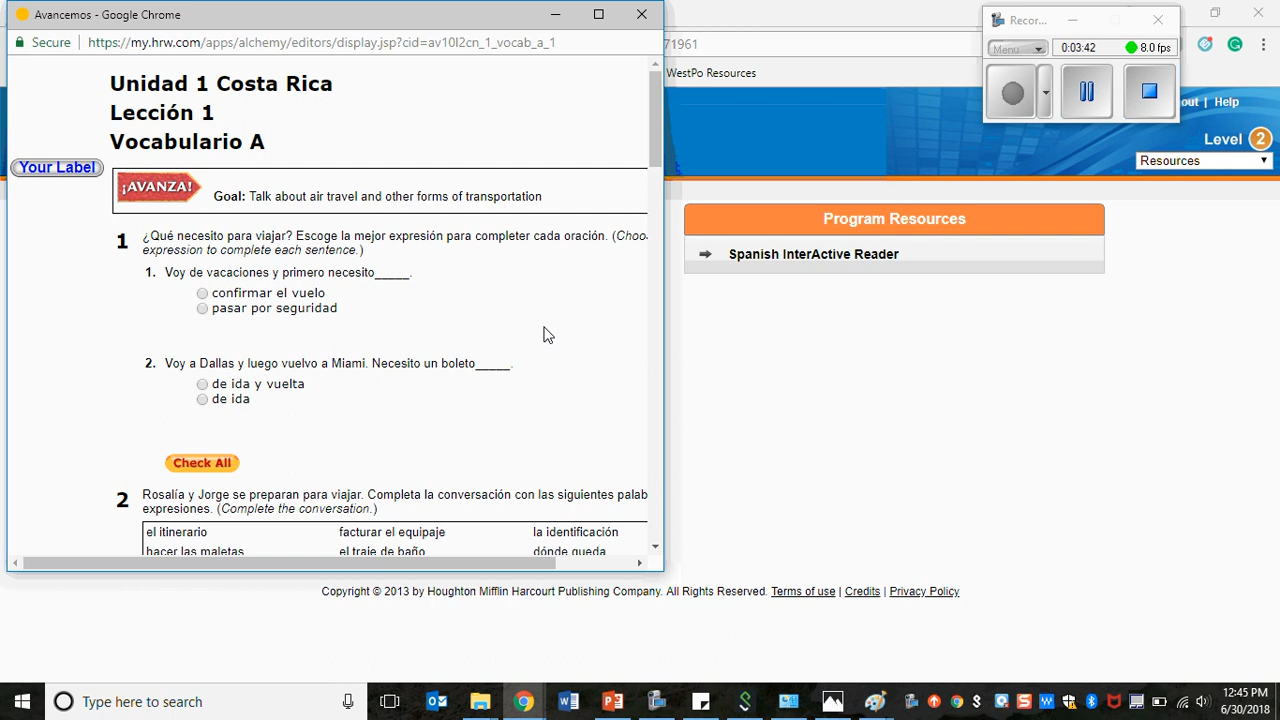 Avancemos - Google Chrome
Secure https://my.hrw.com/apps/alchemy/editors/display.jsp?cid=av10l2cn_1_vocab_a_1
Unidad 1 Costa Rica
Lección 1
Vocabulario A
Your Label
¡AVANZA!
Goal: Talk about air travel and other forms of transportation
1 ¿Qué necesito para viajar? Escoge la mejor expresión para completer cada oración. (Choo
expression to complete each sentence.)
1. Voy de vacaciones y primero necesito_____.
confirmar el vuelo
pasar por seguridad
2. Voy a Dallas y luego vuelvo a Miami. Necesito un boleto_____.
de ida y vuelta
de ida
Check All
2 Rosalía y Jorge se preparan para viajar. Completa la conversación con las siguientes palab
expresiones. (Complete the conversation.)
el itinerario facturar el equipaje la identificación
hacer las maletas el traje de baño dónde queda
71961
WestPo Resources
Recor...
Menu 00:03:42 8.0 fps
out | Help
Level 2
Resources
Program Resources
Spanish InterActive Reader
Copyright © 2013 by Houghton Mifflin Harcourt Publishing Company. All Rights Reserved. Terms of use | Credits | Privacy Policy
Type here to search
12:45 PM
6/30/2018